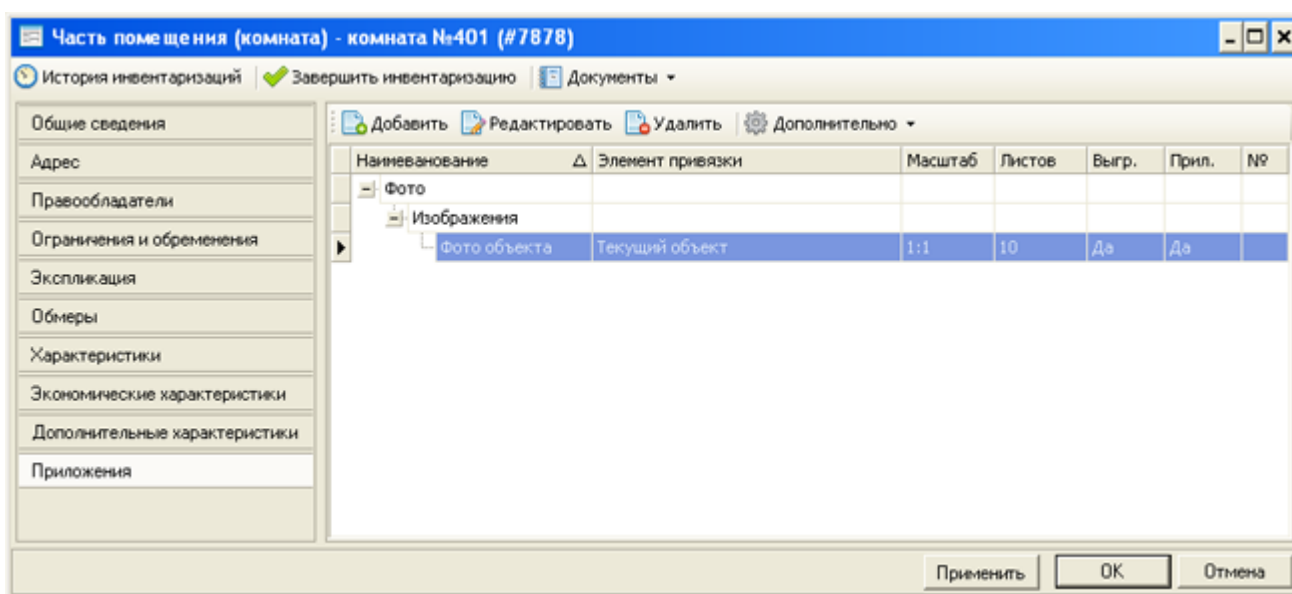 Часть помещения (комната) - комната №401 (#7878)
История инвентаризаций Завершить инвентаризацию Документы
Общие сведения
Адрес
Правообладатели
Ограничения и обременения
Экспликация
Обмеры
Характеристики
Экономические характеристики
Дополнительные характеристики
Приложения
Добавить Редактировать Удалить Дополнительно
Наимевание Элемент привязки Масштаб Листов Выгр. Прил. №
Фото
Изображения
Фото объекта Текущий объект 1:1 10 Да Да
Применить OK Отмена